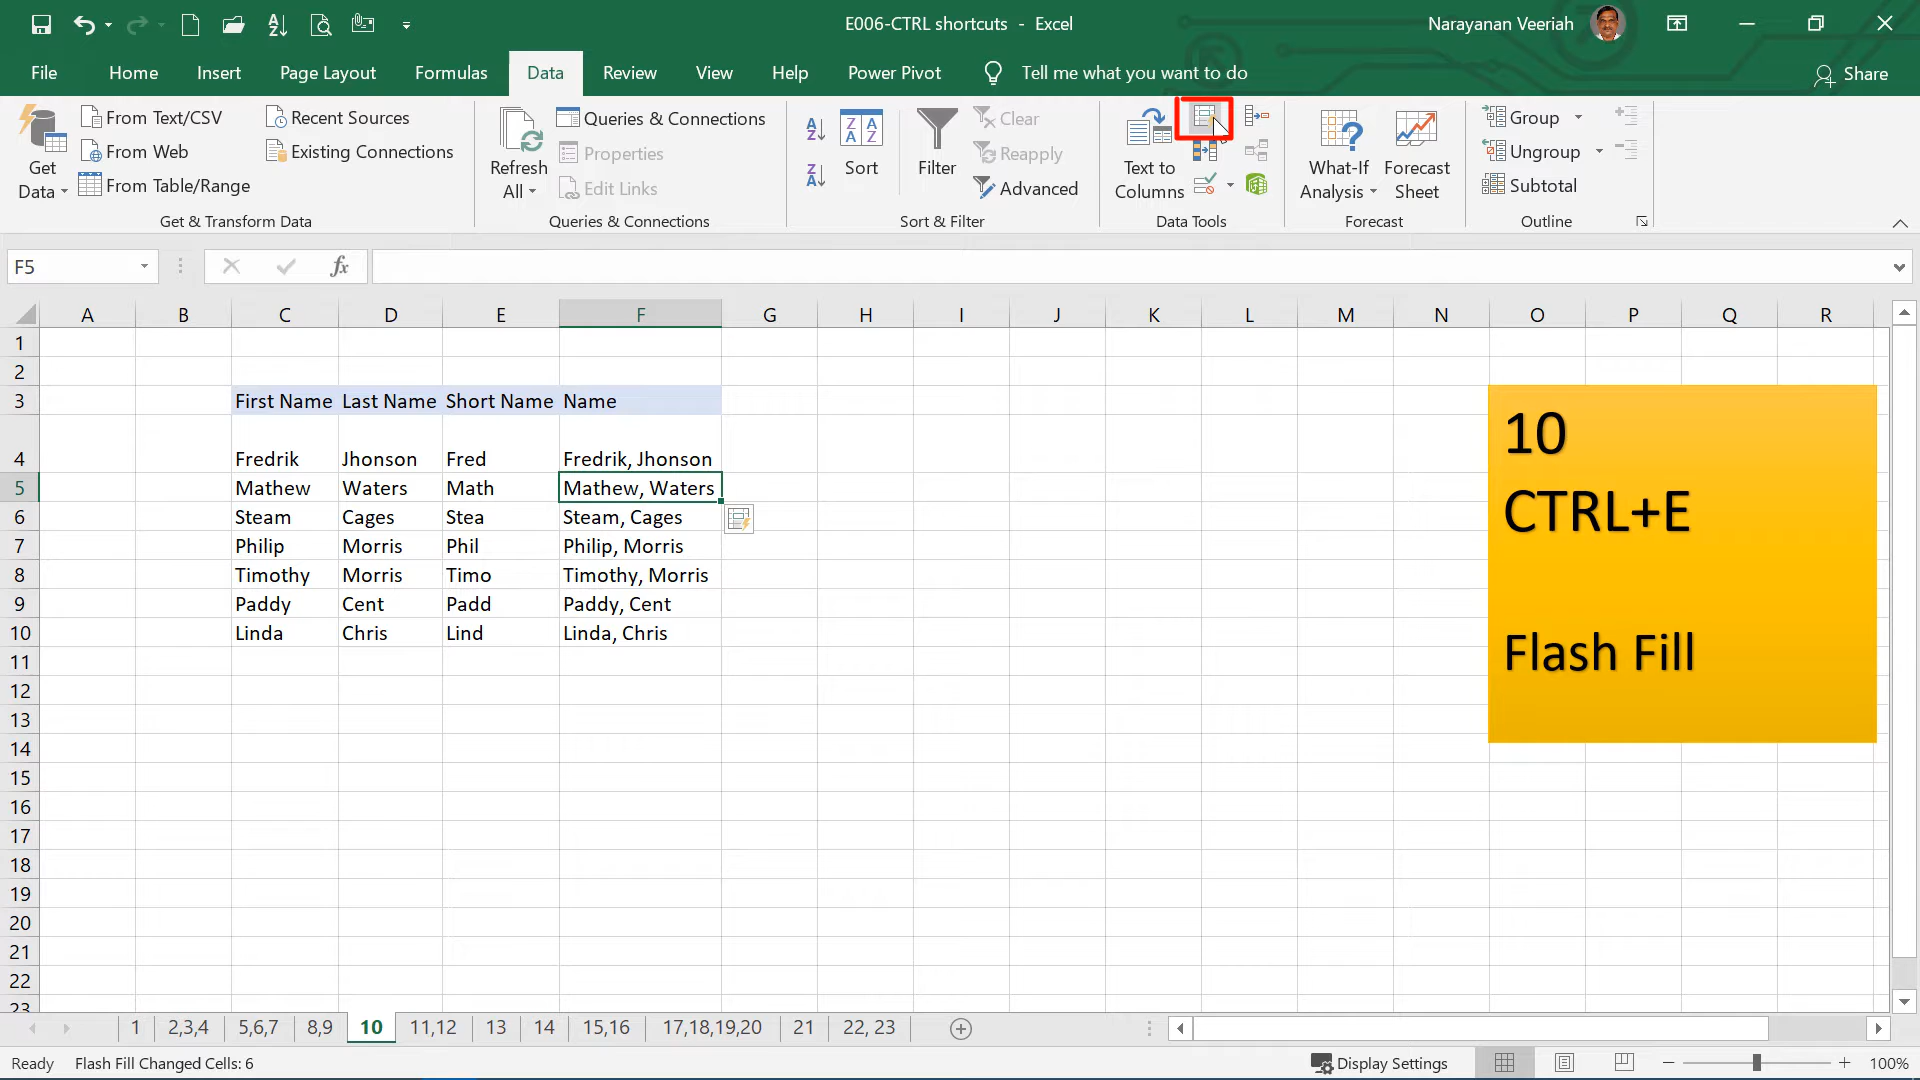 E006-CTRL shortcuts - Excel
Narayanan Veeriah
File Home Insert Page Layout Formulas Data Review View Help Power Pivot Tell me what you want to do Share
Get Data
From Text/CSV
From Web
From Table/Range
Recent Sources
Existing Connections
Get & Transform Data
Refresh All
Queries & Connections
Properties
Edit Links
Queries & Connections
Sort
Filter
Clear
Reapply
Advanced
Sort & Filter
Text to Columns
Data Tools
What-If Analysis
Forecast Sheet
Forecast
Group
Ungroup
Subtotal
Outline
F5
fx
A B C D E F G H I J K L M N O P Q R
1
2
3 First Name Last Name Short Name Name
4 Fredrik Jhonson Fred Fredrik, Jhonson
5 Mathew Waters Math Mathew, Waters
6 Steam Cages Stea Steam, Cages
7 Philip Morris Phil Philip, Morris
8 Timothy Morris Timo Timothy, Morris
9 Paddy Cent Padd Paddy, Cent
10 Linda Chris Lind Linda, Chris
11
12
13
14
15
16
17
18
19
20
21
22
23
10
CTRL+E
Flash Fill
1 2,3,4 5,6,7 8,9 10 11,12 13 14 15,16 17,18,19,20 21 22, 23
Ready Flash Fill Changed Cells: 6 Display Settings 100%